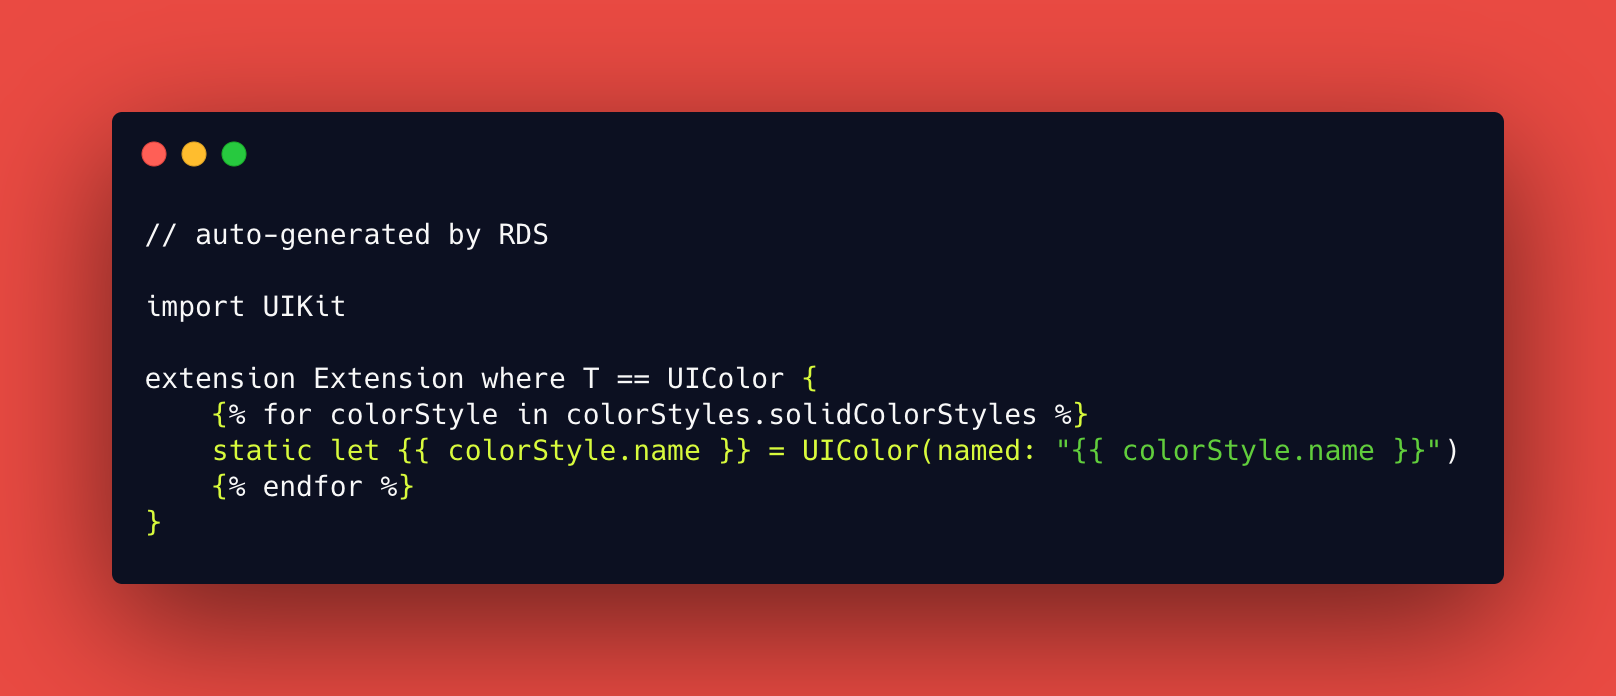 // auto-generated by RDS
import UIKit
extension Extension where T == UIColor {
{% for colorStyle in colorStyles.solidColorStyles %}
static let {{ colorStyle.name }} = UIColor(named: "{{ colorStyle.name }}")
{% endfor %}
}